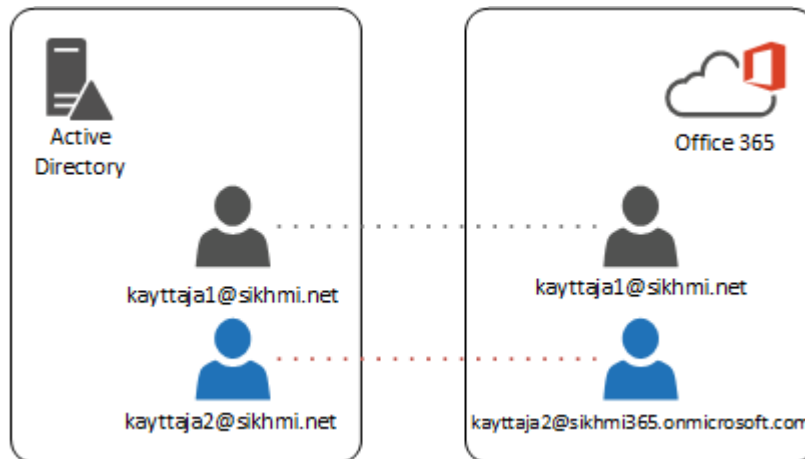 Active
Directory
Office 365
kayttaja1@sikhmi.net
kayttaja1@sikhmi.net
kayttaja2@sikhmi.net
kayttaja2@sikhmi365.onmicrosoft.com